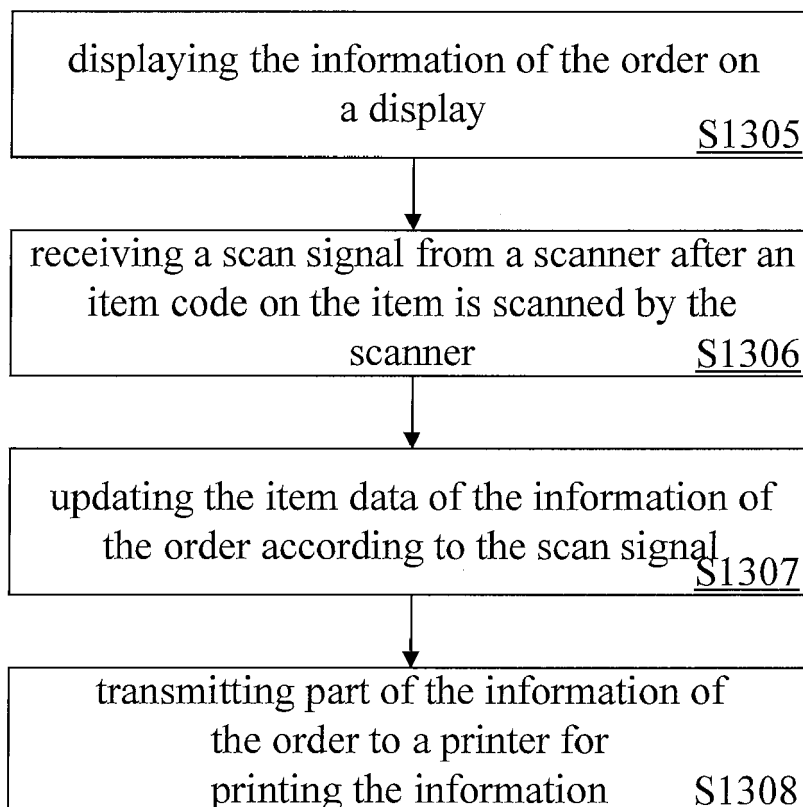 displaying the information of the order on
a display
S1305
receiving a scan signal from a scanner after an
item code on the item is scanned by the
scanner
S1306
updating the item data of the information of
the order according to the scan signal
S1307
transmitting part of the information of
the order to a printer for
printing the information
S1308